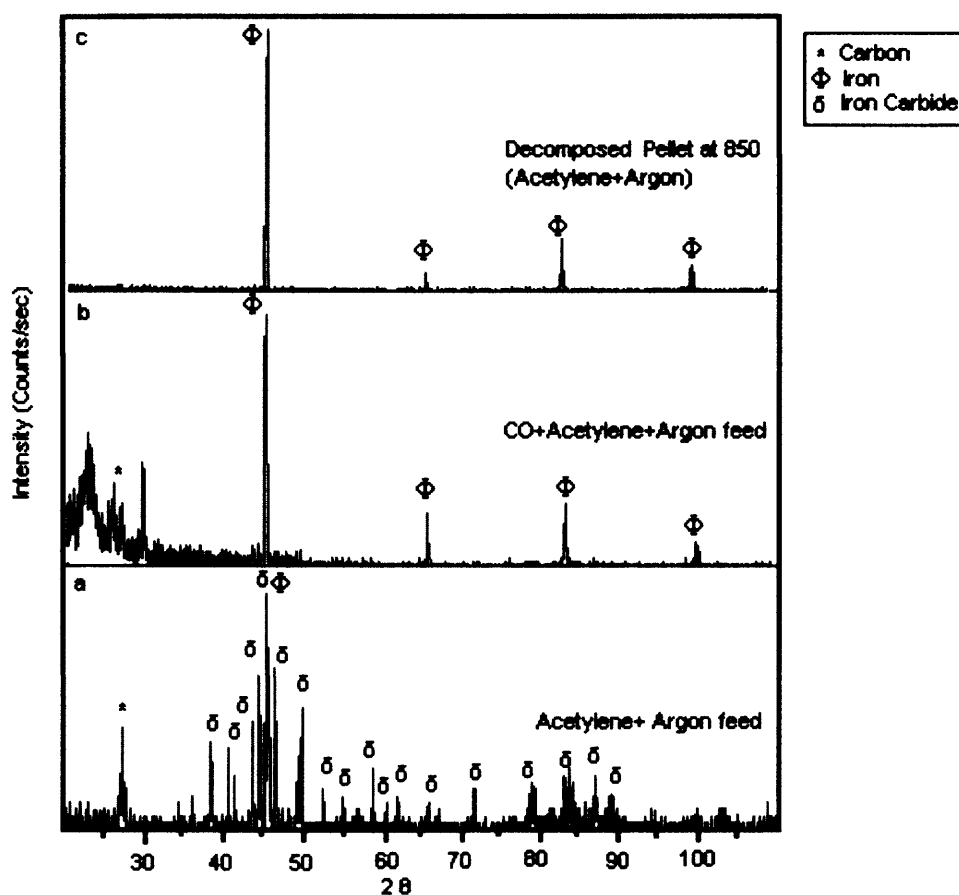 c
Φ
* Carbon
Φ Iron
δ Iron Carbide
Decomposed Pellet at 850
(Acetylene+Argon)
Φ
Φ
Φ
b
Φ
*
CO+Acetylene+Argon feed
Φ
Φ
Φ
a
δ Φ
δ
δ
δ
δ
*
δ
δ
Acetylene+ Argon feed
δ
δ
δ
δ
δ
δ
δ
δ
δ
δ
δ
Intensity (Counts/sec)
30 40 50 60 70 80 90 100
2 θ